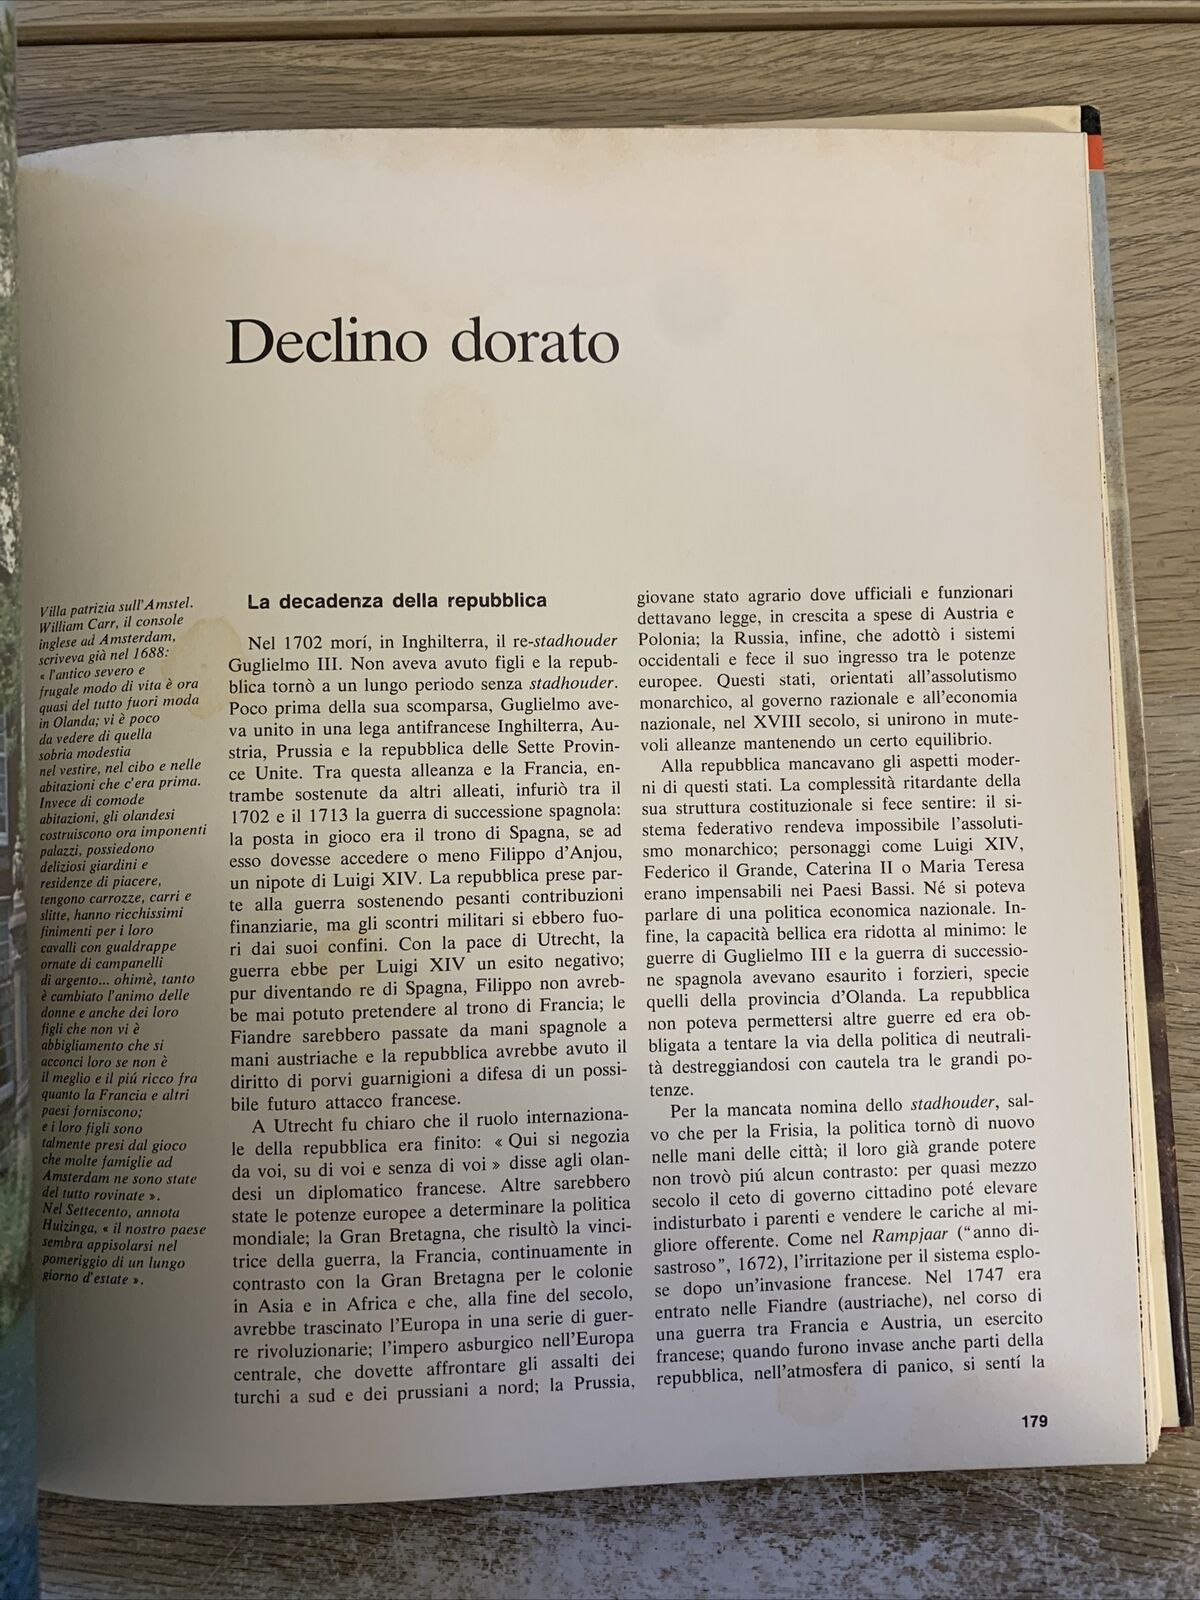 Declino dorato
Villa patrizia sull'Amstel.
William Carr, il console
inglese ad Amsterdam,
scriveva già nel 1688:
« l'antico severo e
frugale modo di vita è ora
quasi del tutto fuori moda
in Olanda; vi è poco
da vedere di quella
sobria modestia
nel vestire, nel cibo e nelle
abitazioni che c'era prima.
Invece di comode
abitazioni, gli olandesi
costruiscono ora imponenti
palazzi, possiedono
deliziosi giardini e
residenze di piacere,
tengono carrozze, carri e
slitte, hanno ricchissimi
finimenti per i loro
cavalli con gualdrappe
ornate di campanelli
di argento... ohimè, tanto
è cambiato l'animo delle
donne e anche dei loro
figli che non vi è
abbigliamento che si
acconci loro se non è
il meglio e il piú ricco fra
quanto la Francia e altri
paesi forniscono;
e i loro figli sono
talmente presi dal gioco
che molte famiglie ad
Amsterdam ne sono state
del tutto rovinate ».
Nel Settecento, annota
Huizinga, « il nostro paese
sembra appisolarsi nel
pomeriggio di un lungo
giorno d'estate ».
La decadenza della repubblica
Nel 1702 morí, in Inghilterra, il re-stadhouder
Guglielmo III. Non aveva avuto figli e la repub-
blica tornò a un lungo periodo senza stadhouder.
Poco prima della sua scomparsa, Guglielmo ave-
va unito in una lega antifrancese Inghilterra, Au-
stria, Prussia e la repubblica delle Sette Provin-
ce Unite. Tra questa alleanza e la Francia, en-
trambe sostenute da altri alleati, infuriò tra il
1702 e il 1713 la guerra di successione spagnola:
la posta in gioco era il trono di Spagna, se ad
esso dovesse accedere o meno Filippo d'Anjou,
un nipote di Luigi XIV. La repubblica prese par-
te alla guerra sostenendo pesanti contribuzioni
finanziarie, ma gli scontri militari si ebbero fuo-
ri dai suoi confini. Con la pace di Utrecht, la
guerra ebbe per Luigi XIV un esito negativo;
pur diventando re di Spagna, Filippo non avreb-
be mai potuto pretendere al trono di Francia; le
Fiandre sarebbero passate da mani spagnole a
mani austriache e la repubblica avrebbe avuto il
diritto di porvi guarnigioni a difesa di un possi-
bile futuro attacco francese.
A Utrecht fu chiaro che il ruolo internaziona-
le della repubblica era finito: « Qui si negozia
da voi, su di voi e senza di voi » disse agli olan-
desi un diplomatico francese. Altre sarebbero
state le potenze europee a determinare la politica
mondiale; la Gran Bretagna, che risultò la vinci-
trice della guerra, la Francia, continuamente in
contrasto con la Gran Bretagna per le colonie
in Asia e in Africa e che, alla fine del secolo,
avrebbe trascinato l'Europa in una serie di guer-
re rivoluzionarie; l'impero asburgico nell'Europa
centrale, che dovette affrontare gli assalti dei
turchi a sud e dei prussiani a nord; la Prussia,
giovane stato agrario dove ufficiali e funzionari
dettavano legge, in crescita a spese di Austria e
Polonia; la Russia, infine, che adottò i sistemi
occidentali e fece il suo ingresso tra le potenze
europee. Questi stati, orientati all'assolutismo
monarchico, al governo razionale e all'economia
nazionale, nel XVIII secolo, si unirono in mute-
voli alleanze mantenendo un certo equilibrio.
Alla repubblica mancavano gli aspetti moder-
ni di questi stati. La complessità ritardante della
sua struttura costituzionale si fece sentire: il si-
stema federativo rendeva impossibile l'assoluti-
smo monarchico; personaggi come Luigi XIV,
Federico il Grande, Caterina II o Maria Teresa
erano impensabili nei Paesi Bassi. Né si poteva
parlare di una politica economica nazionale. In-
fine, la capacità bellica era ridotta al minimo: le
guerre di Guglielmo III e la guerra di successio-
ne spagnola avevano esaurito i forzieri, specie
quelli della provincia d'Olanda. La repubblica
non poteva permettersi altre guerre ed era ob-
bligata a tentare la via della politica di neutrali-
tà destreggiandosi con cautela tra le grandi po-
tenze.
Per la mancata nomina dello stadhouder, sal-
vo che per la Frisia, la politica tornò di nuovo
nelle mani delle città; il loro già grande potere
non trovò piú alcun contrasto: per quasi mezzo
secolo il ceto di governo cittadino poté elevare
indisturbato i parenti e vendere le cariche al mi-
gliore offerente. Come nel Rampjaar ("anno di-
sastroso", 1672), l'irritazione per il sistema esplo-
se dopo un'invasione francese. Nel 1747 era
entrato nelle Fiandre (austriache), nel corso di
una guerra tra Francia e Austria, un esercito
francese; quando furono invase anche parti della
repubblica, nell'atmosfera di panico, si sentí la
179